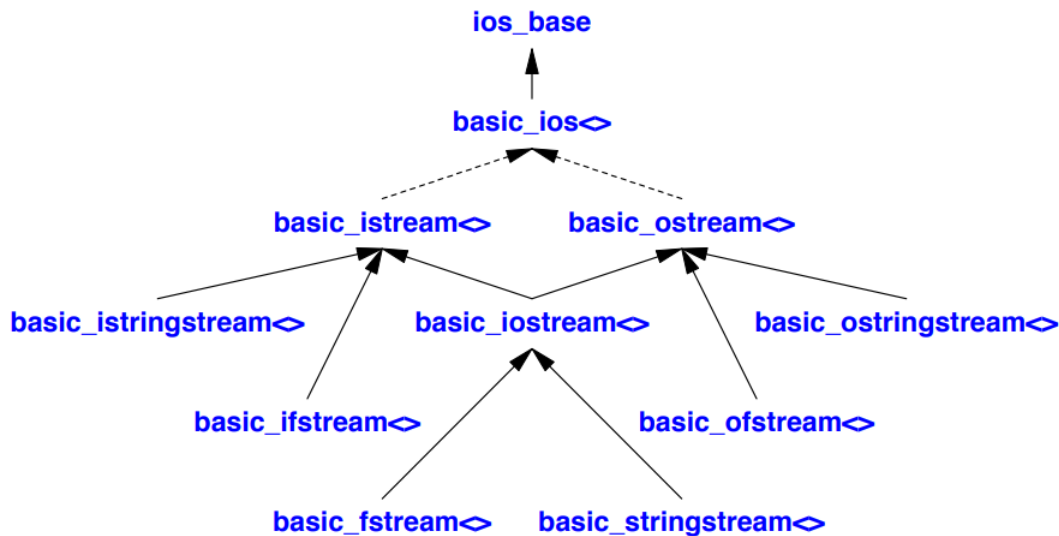 ios_base
basic_ios<>
basic_istream<> basic_ostream<>
basic_istringstream<> basic_iostream<> basic_ostringstream<>
basic_ifstream<> basic_ofstream<>
basic_fstream<> basic_stringstream<>